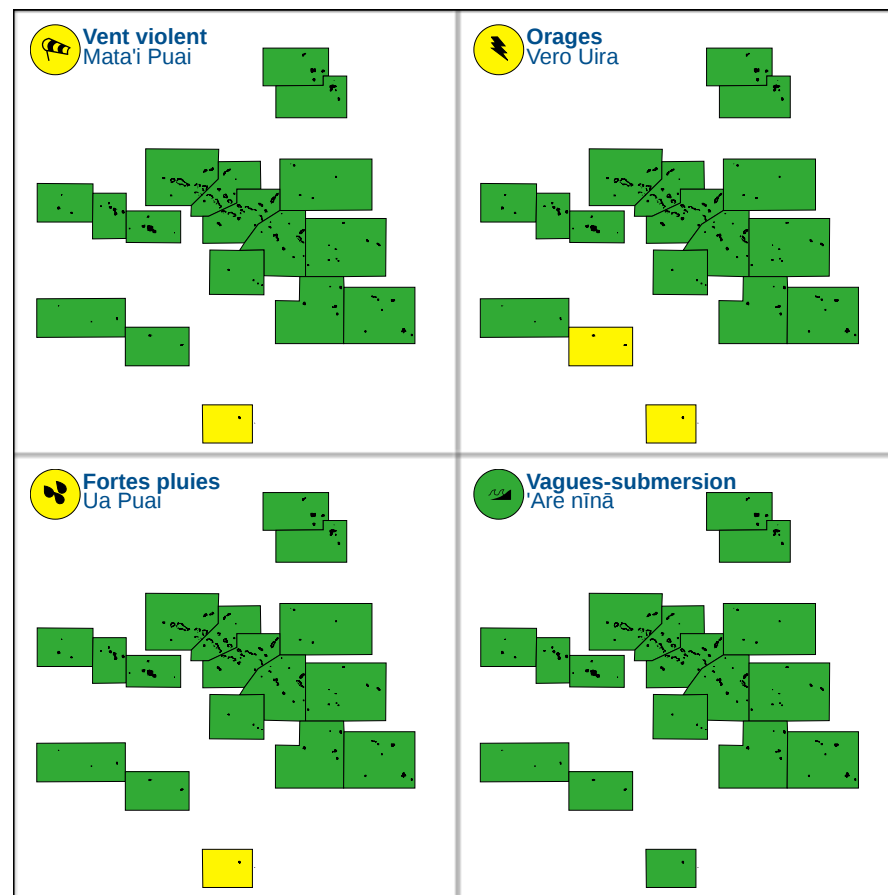 Vent violent
Mata'i Puai
Orages
Vero Uira
Fortes pluies
Ua Puai
Vagues-submersion
'Are nīnā